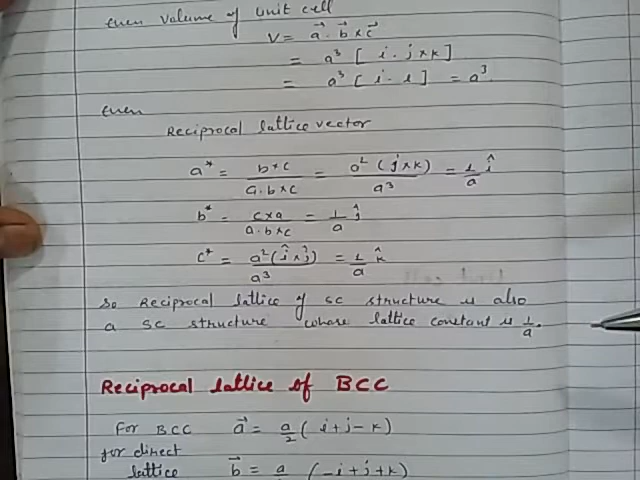 then volume of unit cell
V = a⃗ · b⃗ × c⃗
= a³ [ i · j × k ]
= a³ [ i · i ] = a³.
then
Reciprocal lattice vector
a* = b×c / a·b×c = a² (j×k) / a³ = 1/a î
b* = c×a / a·b×c = 1/a ĵ
c* = a² (î×ĵ) / a³ = 1/a k̂
So Reciprocal lattice of SC structure is also
a SC structure whose lattice constant is 1/a.
Reciprocal lattice of BCC
For BCC a⃗ = a/2 ( i+j−k )
for direct
lattice b⃗ = a (−i+j+k)